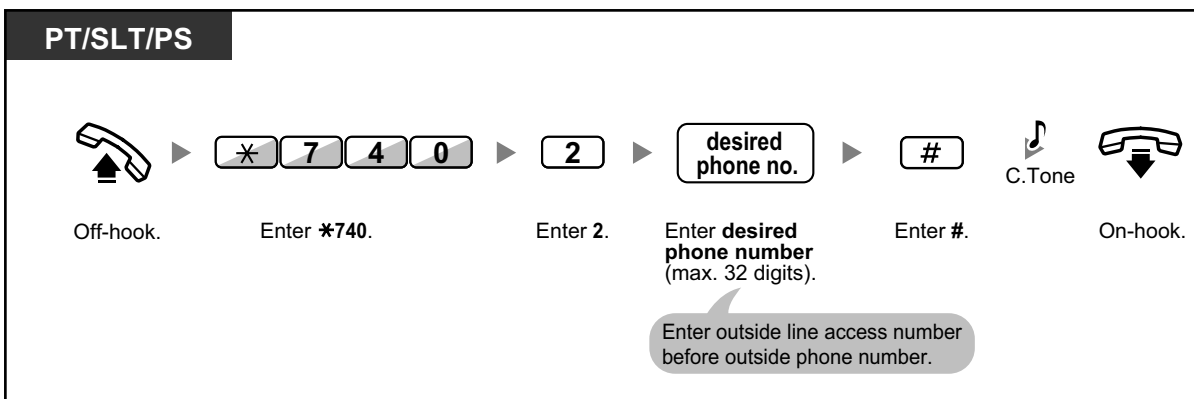 PT/SLT/PS
✻ 7 4 0 2 desired phone no. # C.Tone
Off-hook.
Enter ✻740.
Enter 2.
Enter desired
phone number
(max. 32 digits).
Enter #.
On-hook.
Enter outside line access number
before outside phone number.